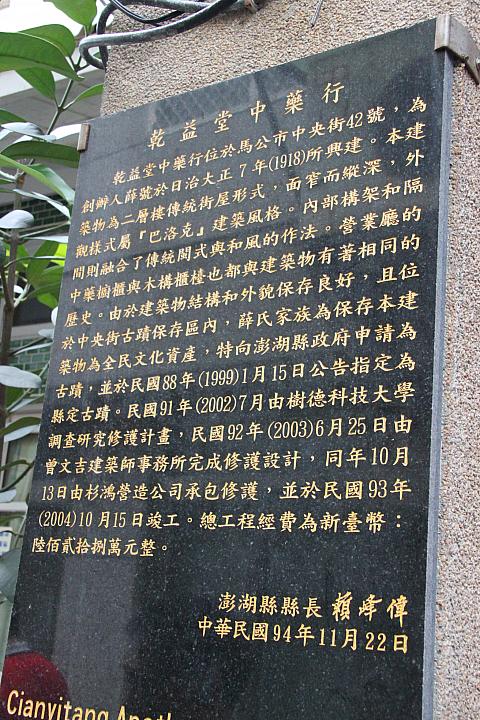 乾益堂中藥行
乾益堂中藥行位於馬公市中央街42號，為
創辦人薛號於日治大正7年(1918)所興建。本建
築物為二層樓傳統街屋形式，面窄而縱深，外
觀樣式屬『巴洛克』建築風格。內部構架和隔
間則融合了傳統閩式與和風的作法。營業廳的
中藥櫥櫃與木構櫃檯也都與建築物有著相同的
歷史。由於建築物結構和外貌保存良好，且位
於中央街古蹟保存區內，薛氏家族為保存本建
築物為全民文化資產，特向澎湖縣政府申請為
古蹟，並於民國88年(1999)1月15日公告指定為
縣定古蹟。民國91年(2002)7月由樹德科技大學
調查研究修護計畫，民國92年(2003)6月25日由
曾文吉建築師事務所完成修護設計，同年10月
13日由杉鴻營造公司承包修護，並於民國93年
(2004)10月15日竣工。總工程經費為新臺幣：
陸佰貳拾捌萬元整。
澎湖縣縣長 賴峰偉
中華民國94年11月22日
Cianyitang